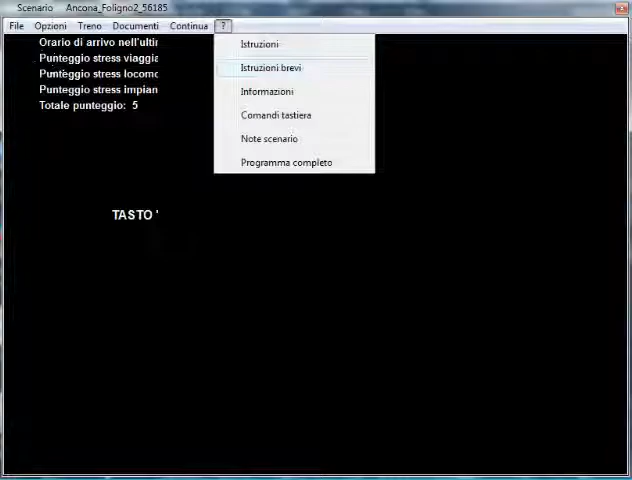 Scenario Ancona_Foligno2_56185
File Opzioni Treno Documenti Continua ?
Orario di arrivo nell'ultir
Punteggio stress viaggia
Punteggio stress locomo
Punteggio stress impian
Totale punteggio: 5
Istruzioni
Istruzioni brevi
Informazioni
Comandi tastiera
Note scenario
Programma completo
TASTO '